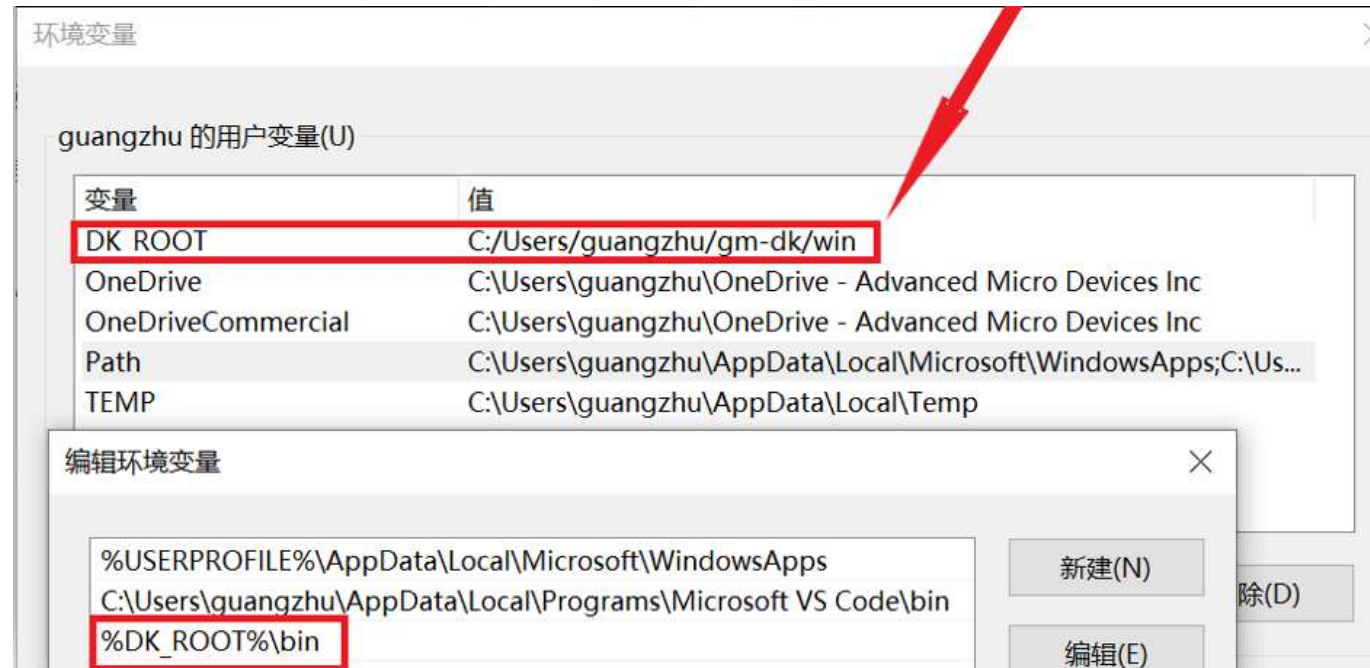 环境变量
guangzhu 的用户变量(U)
变量 值
DK_ROOT C:/Users/guangzhu/gm-dk/win
OneDrive C:\Users\guangzhu\OneDrive - Advanced Micro Devices Inc
OneDriveCommercial C:\Users\guangzhu\OneDrive - Advanced Micro Devices Inc
Path C:\Users\guangzhu\AppData\Local\Microsoft\WindowsApps;C:\Us...
TEMP C:\Users\guangzhu\AppData\Local\Temp
编辑环境变量
%USERPROFILE%\AppData\Local\Microsoft\WindowsApps
新建(N)
C:\Users\guangzhu\AppData\Local\Programs\Microsoft VS Code\bin
除(D)
%DK_ROOT%\bin
编辑(E)